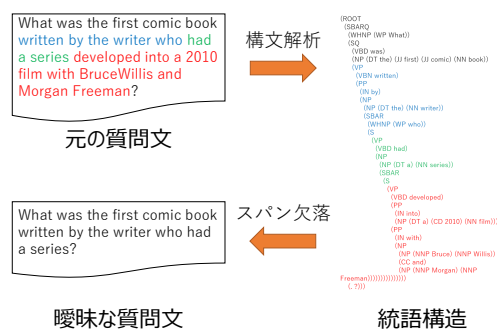 What was the first comic book
written by the writer who had
a series developed into a 2010
film with BruceWillis and
Morgan Freeman?
元の質問文
構文解析
(ROOT
(SBARQ
(WHNP (WP What))
(SQ
(VBD was)
(NP (DT the) (JJ first) (JJ comic) (NN book))
(VP
(VBN written)
(PP
(IN by)
(NP
(NP (DT the) (NN writer))
(SBAR
(WHNP (WP who))
(S
(VP
(VBD had)
(NP
(NP (DT a) (NN series))
(SBAR
(S
(VP
(VBD developed)
(PP
(IN into)
(NP (DT a) (CD 2010) (NN film)))
(PP
(IN with)
(NP
(NP (NNP Bruce) (NNP Willis))
(CC and)
(NP (NNP Morgan) (NNP
Freeman)))))))))))))))
(. ?)))
統語構造
スパン欠落
What was the first comic book
written by the writer who had
a series?
曖昧な質問文